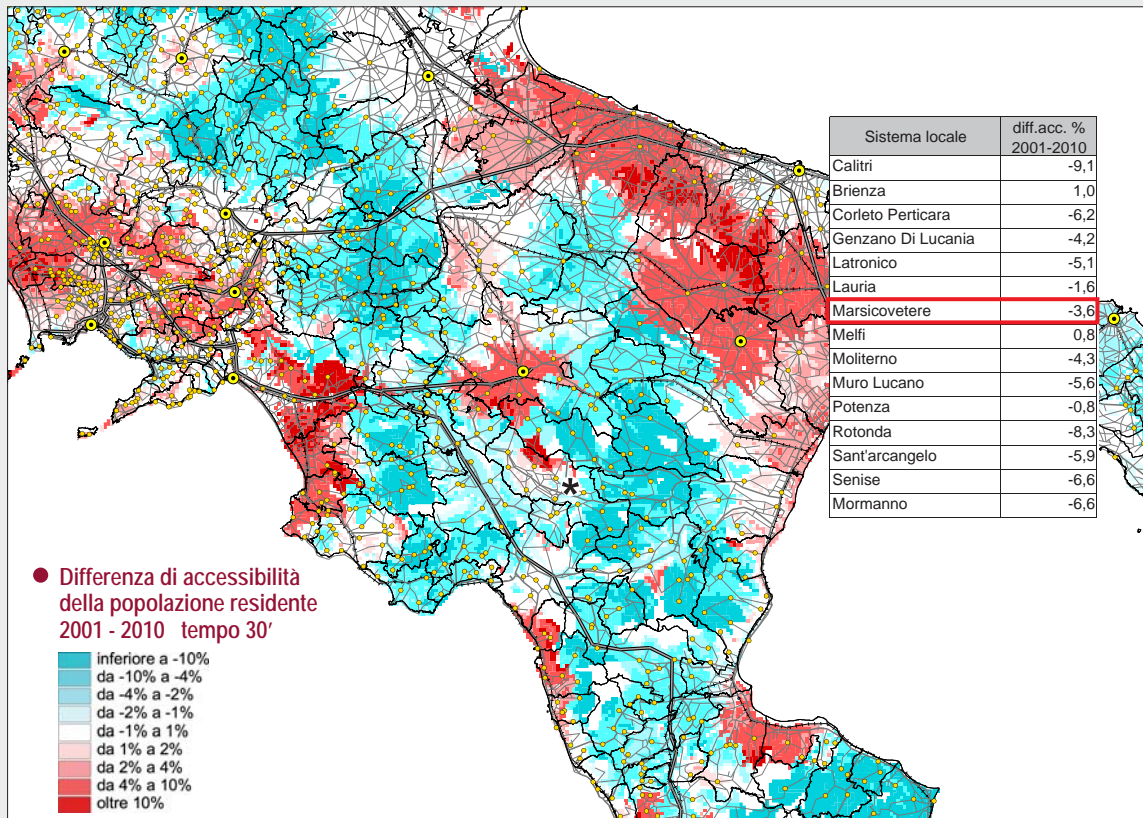 Sistema locale diff.acc. % 2001-2010
Calitri -9,1
Brienza 1,0
Corleto Perticara -6,2
Genzano Di Lucania -4,2
Latronico -5,1
Lauria -1,6
Marsicovetere -3,6
Melfi 0,8
Moliterno -4,3
Muro Lucano -5,6
Potenza -0,8
Rotonda -8,3
Sant'arcangelo -5,9
Senise -6,6
Mormanno -6,6
*
● Differenza di accessibilità
della popolazione residente
2001 - 2010 tempo 30'
inferiore a -10%
da -10% a -4%
da -4% a -2%
da -2% a -1%
da -1% a 1%
da 1% a 2%
da 2% a 4%
da 4% a 10%
oltre 10%